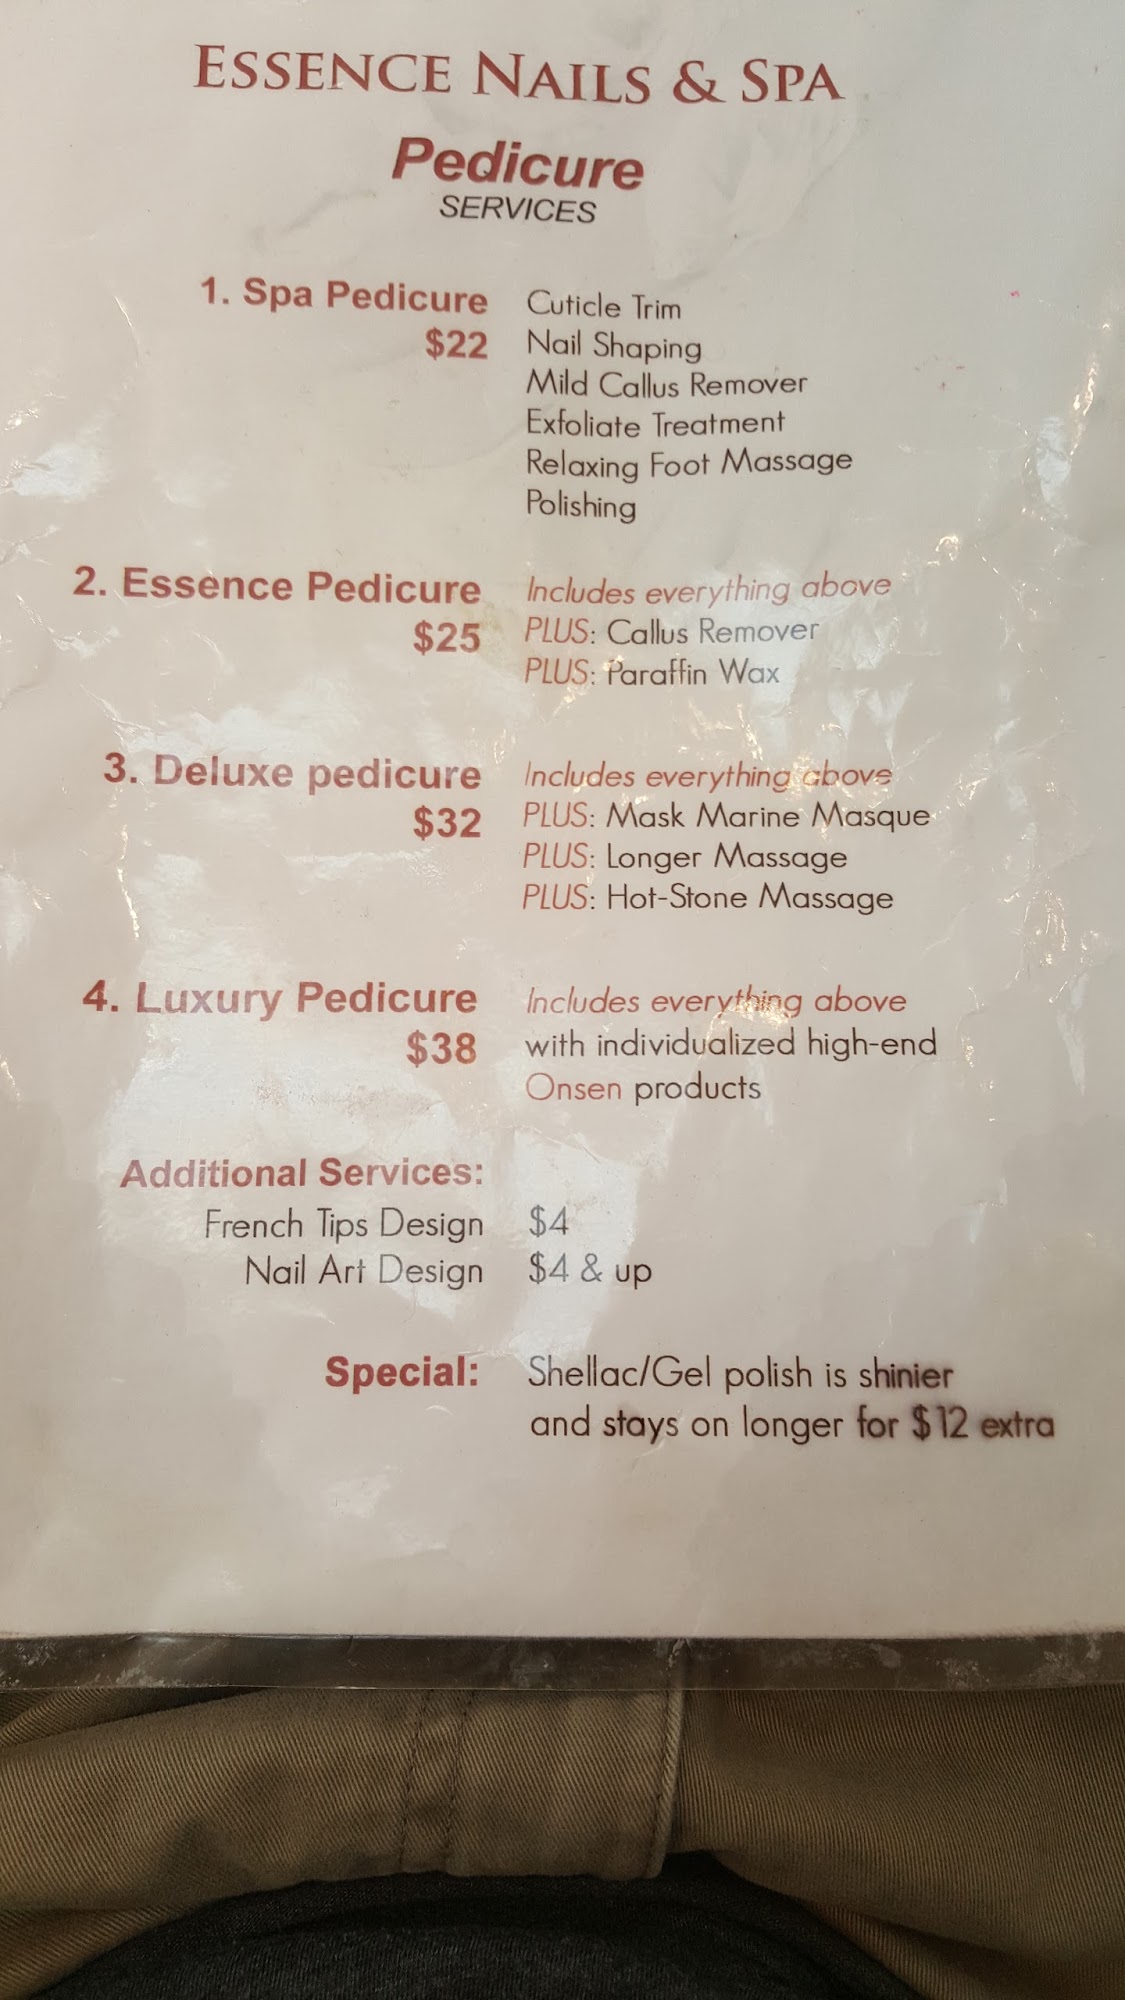 ESSENCE NAILS & SPA
Pedicure
SERVICES
1. Spa Pedicure
$22
Cuticle Trim
Nail Shaping
Mild Callus Remover
Exfoliate Treatment
Relaxing Foot Massage
Polishing
2. Essence Pedicure
$25
Includes everything above
PLUS: Callus Remover
PLUS: Paraffin Wax
3. Deluxe pedicure
$32
Includes everything above
PLUS: Mask Marine Masque
PLUS: Longer Massage
PLUS: Hot-Stone Massage
4. Luxury Pedicure
$38
Includes everything above
with individualized high-end
Onsen products
Additional Services:
French Tips Design $4
Nail Art Design $4 & up
Special: Shellac/Gel polish is shinier
and stays on longer for $12 extra